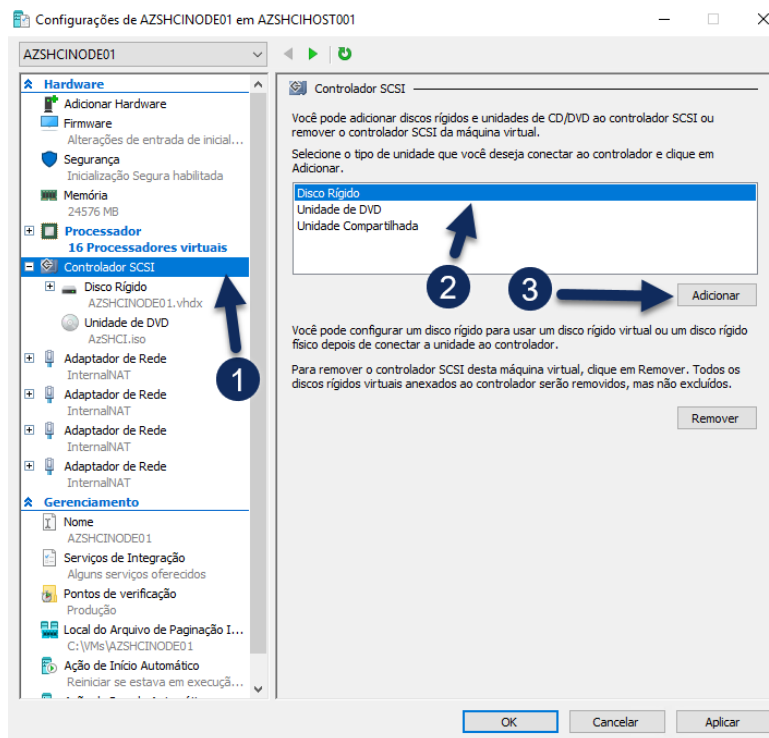 Configurações de AZSHCINODE01 em AZSHCIHOST001
AZSHCINODE01
Hardware
Adicionar Hardware
Firmware
Alterações de entrada de inicial...
Segurança
Inicialização Segura habilitada
Memória
24576 MB
Processador
16 Processadores virtuais
Controlador SCSI
Disco Rígido
AZSHCINODE01.vhdx
Unidade de DVD
AzSHCI.iso
Adaptador de Rede
InternalNAT
Adaptador de Rede
InternalNAT
Adaptador de Rede
InternalNAT
Adaptador de Rede
InternalNAT
Gerenciamento
Nome
AZSHCINODE01
Serviços de Integração
Alguns serviços oferecidos
Pontos de verificação
Produção
Local do Arquivo de Paginação I...
C:\VMs\AZSHCINODE01
Ação de Início Automático
Reiniciar se estava em execuçã...
1
Controlador SCSI
Você pode adicionar discos rígidos e unidades de CD/DVD ao controlador SCSI ou
remover o controlador SCSI da máquina virtual.
Selecione o tipo de unidade que você deseja conectar ao controlador e clique em
Adicionar.
Disco Rígido
Unidade de DVD
Unidade Compartilhada
2
3
Adicionar
Você pode configurar um disco rígido para usar um disco rígido virtual ou um disco rígido
físico depois de conectar a unidade ao controlador.
Para remover o controlador SCSI desta máquina virtual, clique em Remover. Todos os
discos rígidos virtuais anexados ao controlador serão removidos, mas não excluídos.
Remover
OK
Cancelar
Aplicar